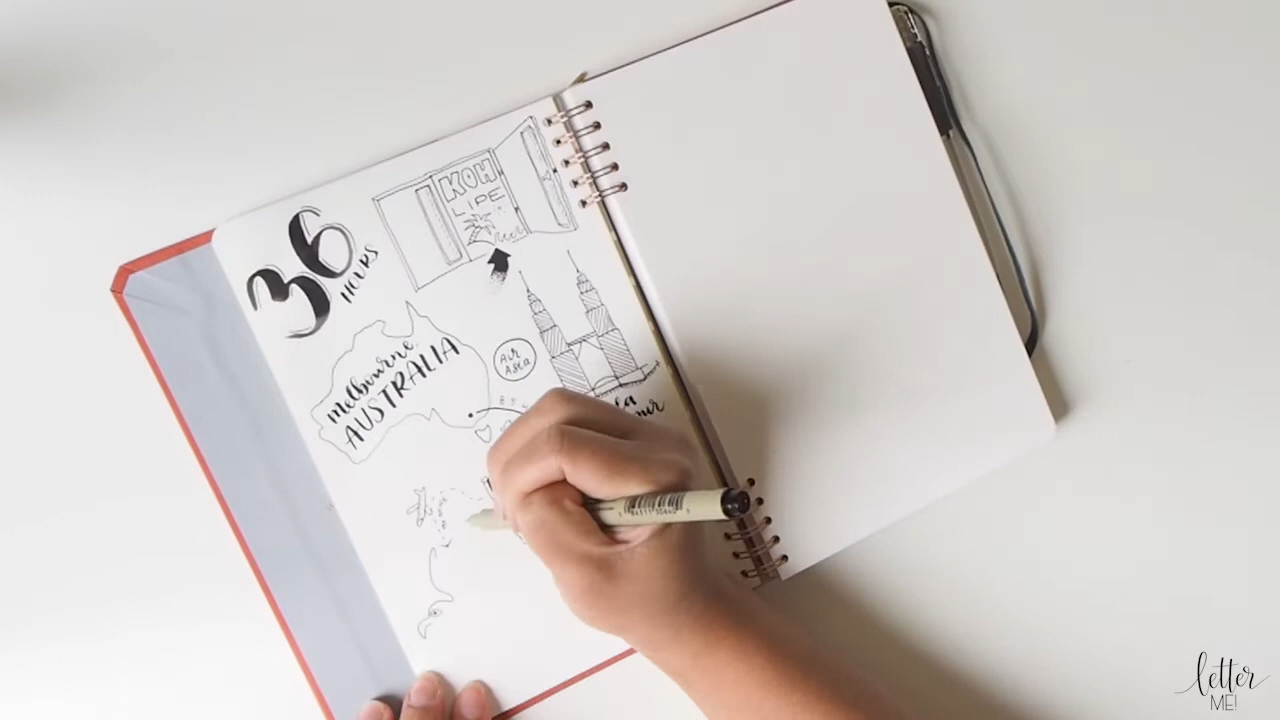 36
HOURS
KOH
LIPE
melbourne
AUSTRALIA
AIR
ASIA
letter
ME!